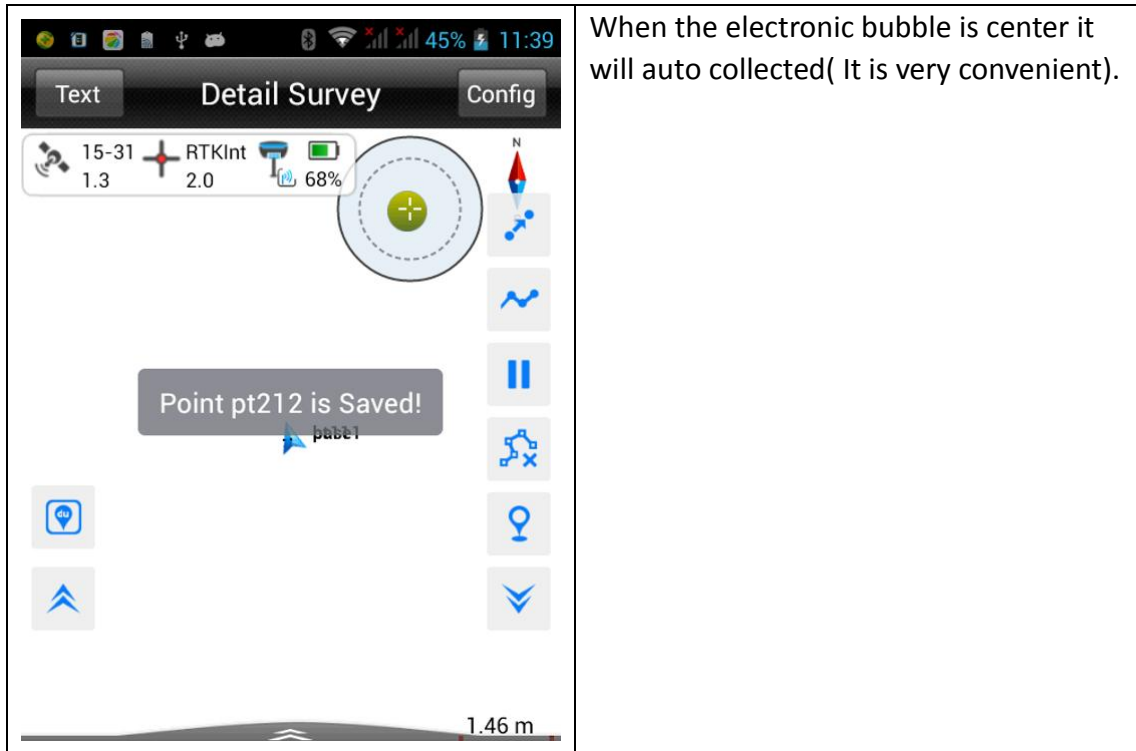 45% 11:39
Text Detail Survey Config
15-31 RTKInt
1.3 2.0 68%
N
Point pt212 is Saved!
du
1.46 m
When the electronic bubble is center it
will auto collected( It is very convenient).